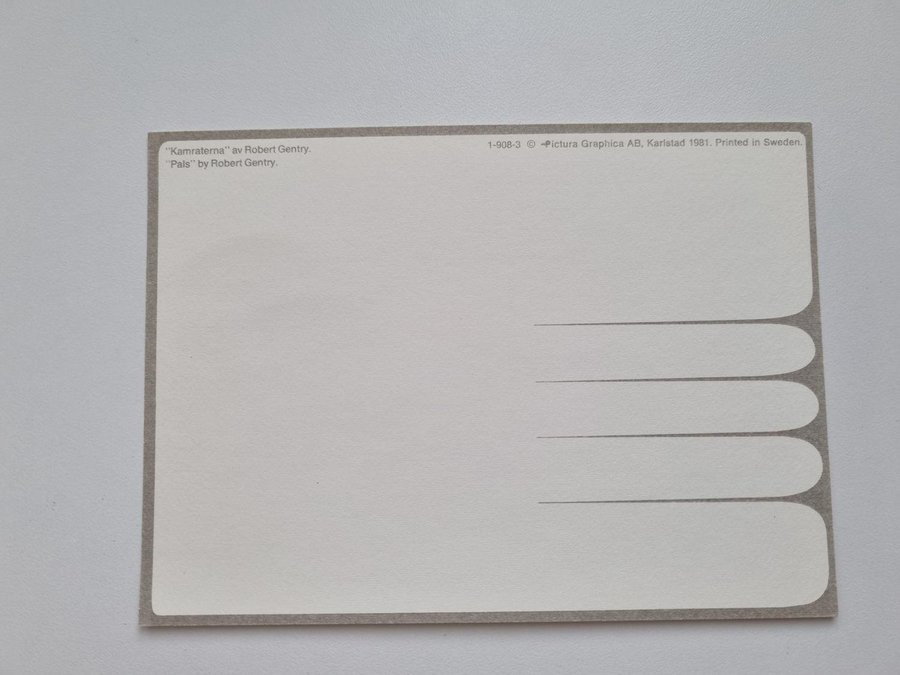 "Kamraterna" av Robert Gentry.
"Pals" by Robert Gentry.
1-908-3 © Pictura Graphica AB, Karlstad 1981. Printed in Sweden.